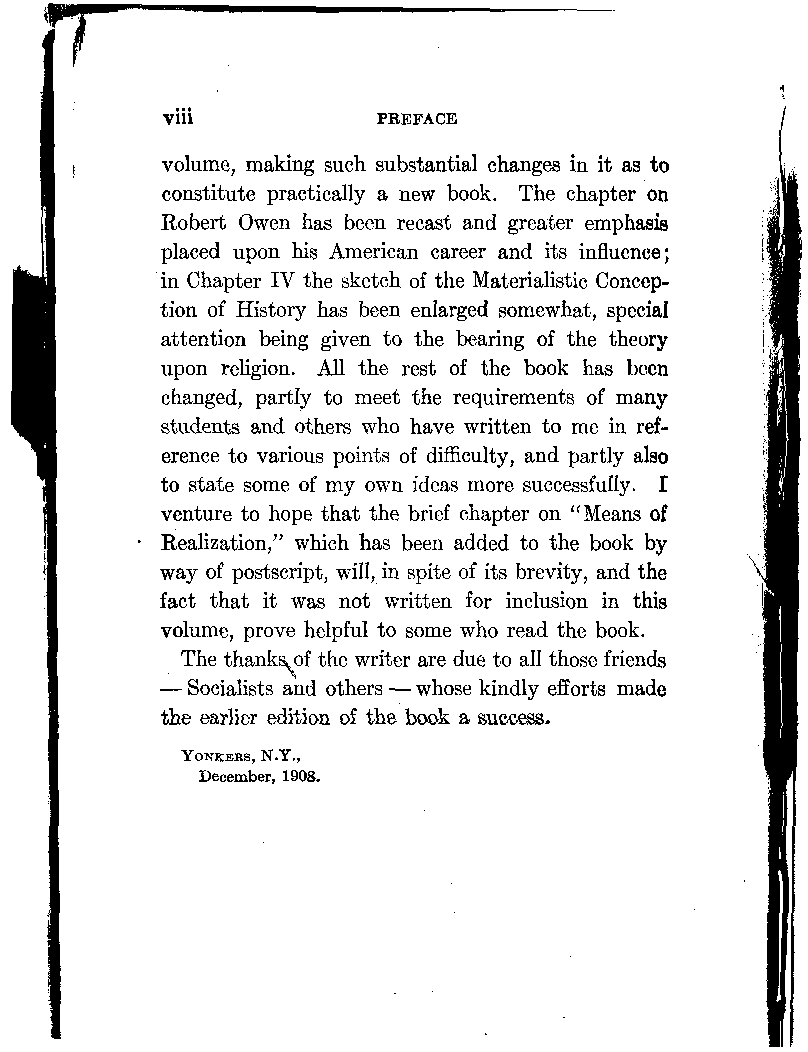 viii PREFACE
volume, making such substantial changes in it as to
constitute practically a new book. The chapter on
Robert Owen has been recast and greater emphasis
placed upon his American career and its influence;
in Chapter IV the sketch of the Materialistic Concep-
tion of History has been enlarged somewhat, special
attention being given to the bearing of the theory
upon religion. All the rest of the book has been
changed, partly to meet the requirements of many
students and others who have written to me in ref-
erence to various points of difficulty, and partly also
to state some of my own ideas more successfully. I
venture to hope that the brief chapter on "Means of
Realization," which has been added to the book by
way of postscript, will, in spite of its brevity, and the
fact that it was not written for inclusion in this
volume, prove helpful to some who read the book.
The thanks of the writer are due to all those friends
— Socialists and others — whose kindly efforts made
the earlier edition of the book a success.
YONKERS, N.Y.,
December, 1908.